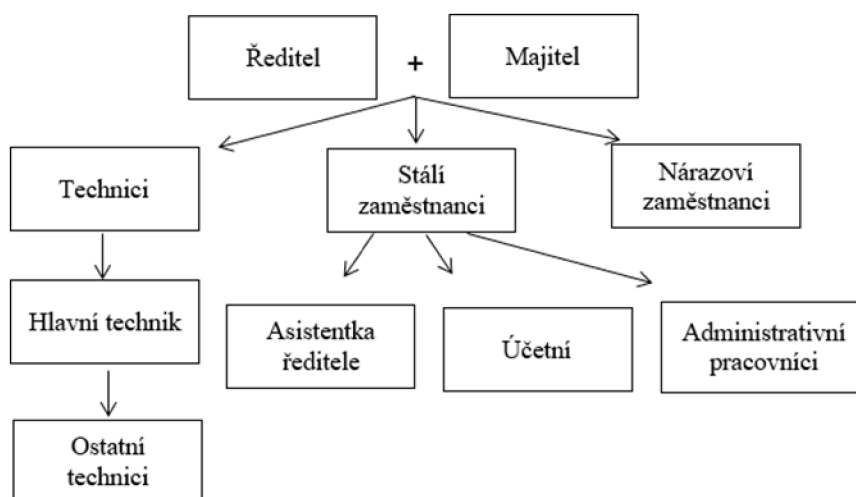 Ředitel
+
Majitel
Technici
Stálí
zaměstnanci
Nárazoví
zaměstnanci
Hlavní technik
Asistentka
ředitele
Účetní
Administrativní
pracovníci
Ostatní
technici